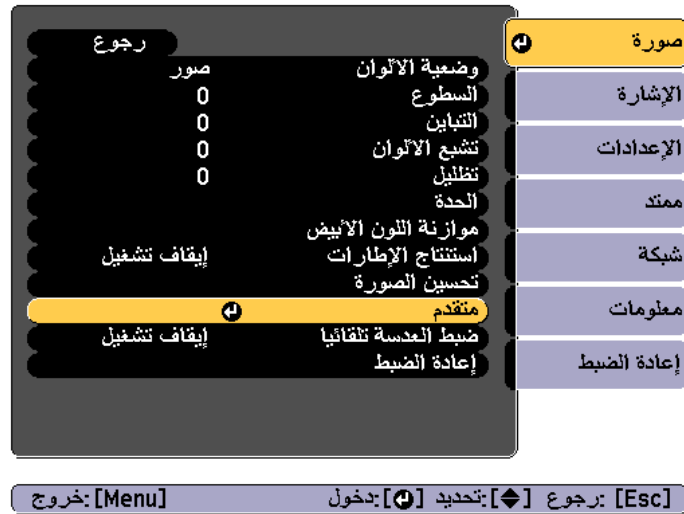 صورة
الإشارة
الإعدادات
ممتد
شبكة
معلومات
إعادة الضبط
رجوع
وضعية الألوان صور
السطوع 0
التباين 0
تشبع الألوان 0
تظليل 0
الحدة
موازنة اللون الأبيض
استنتاج الإطارات إيقاف تشغيل
تحسين الصورة
متقدم
ضبط العدسة تلقائيا إيقاف تشغيل
إعادة الضبط
[Esc] :رجوع [◆]:تحديد [↵]:دخول [Menu]:خروج